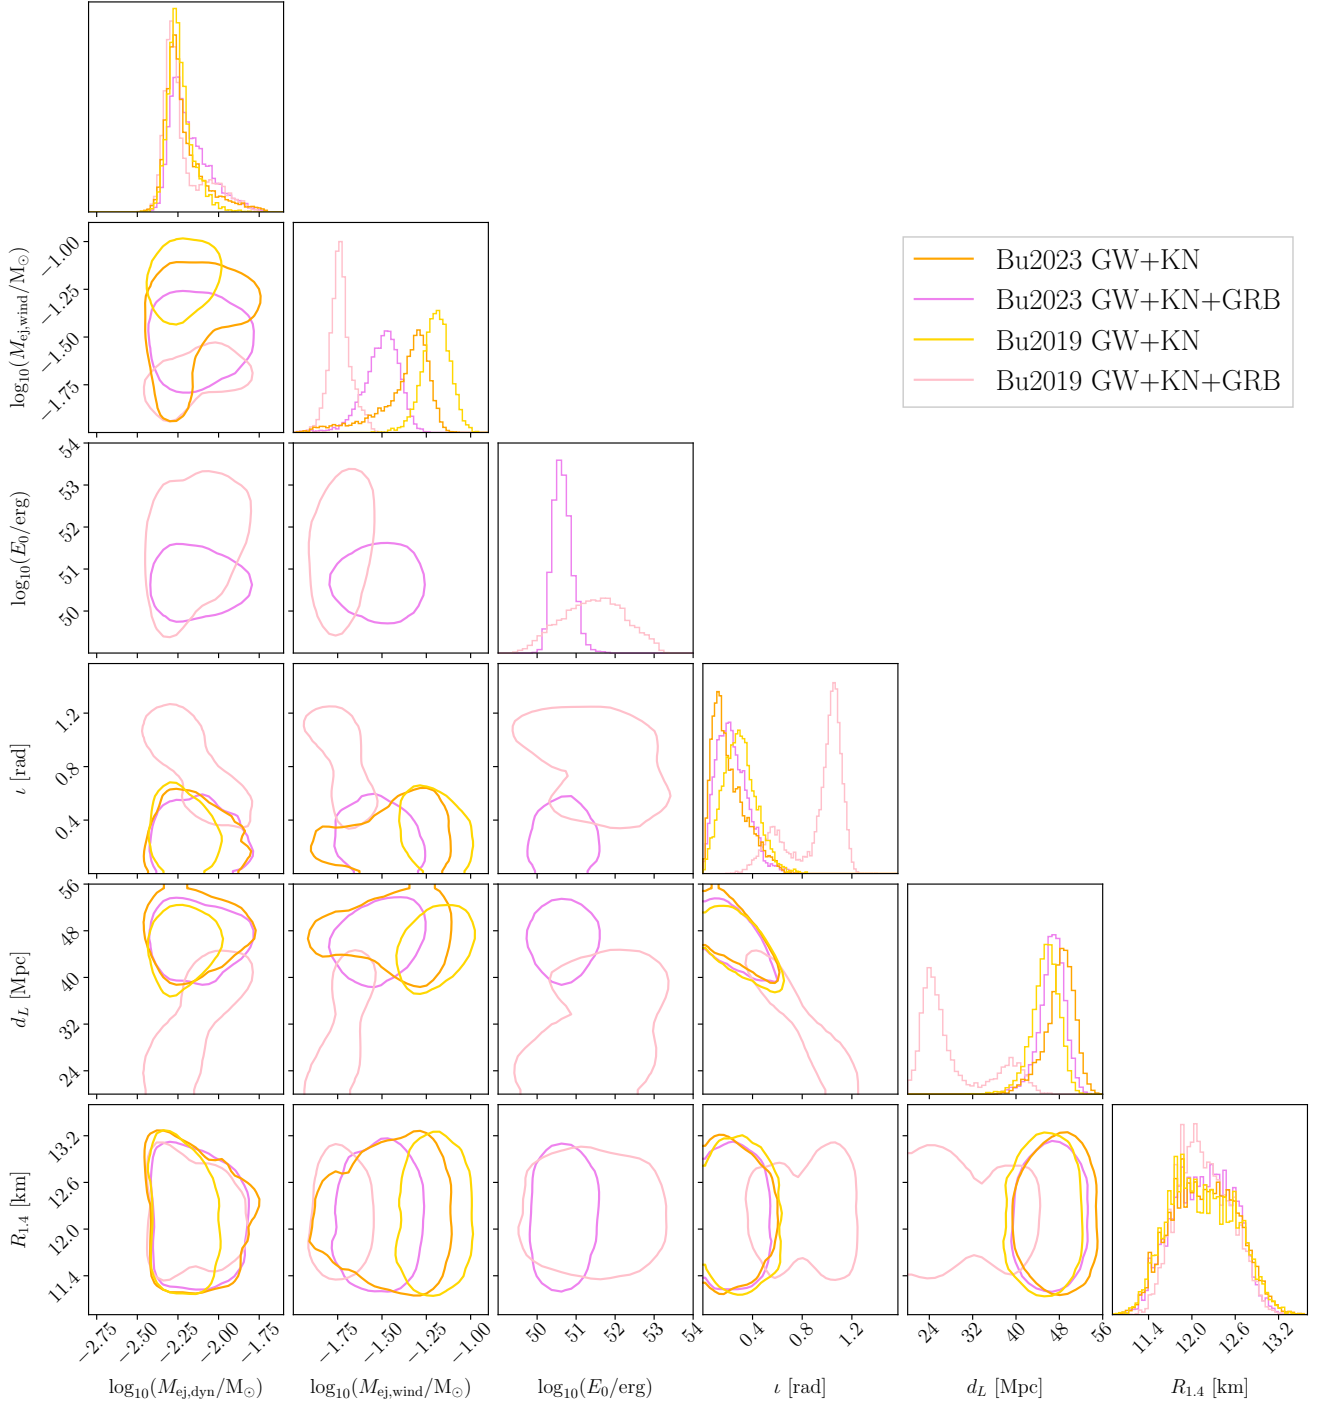 Bu2023 GW+KN
Bu2023 GW+KN+GRB
Bu2019 GW+KN
Bu2019 GW+KN+GRB
log₁₀(M_ej,wind/M⊙)
−1.00
−1.25
−1.50
−1.75
log₁₀(E₀/erg)
54
53
52
51
50
ι [rad]
1.2
0.8
0.4
d_L [Mpc]
56
48
40
32
24
R₁.₄ [km]
13.2
12.6
12.0
11.4
−2.75 −2.50 −2.25 −2.00 −1.75
−1.75 −1.50 −1.25 −1.00
50 51 52 53 54
0.4 0.8 1.2
24 32 40 48 56
11.4 12.0 12.6 13.2
log₁₀(M_ej,dyn/M⊙) log₁₀(M_ej,wind/M⊙) log₁₀(E₀/erg) ι [rad] d_L [Mpc] R₁.₄ [km]